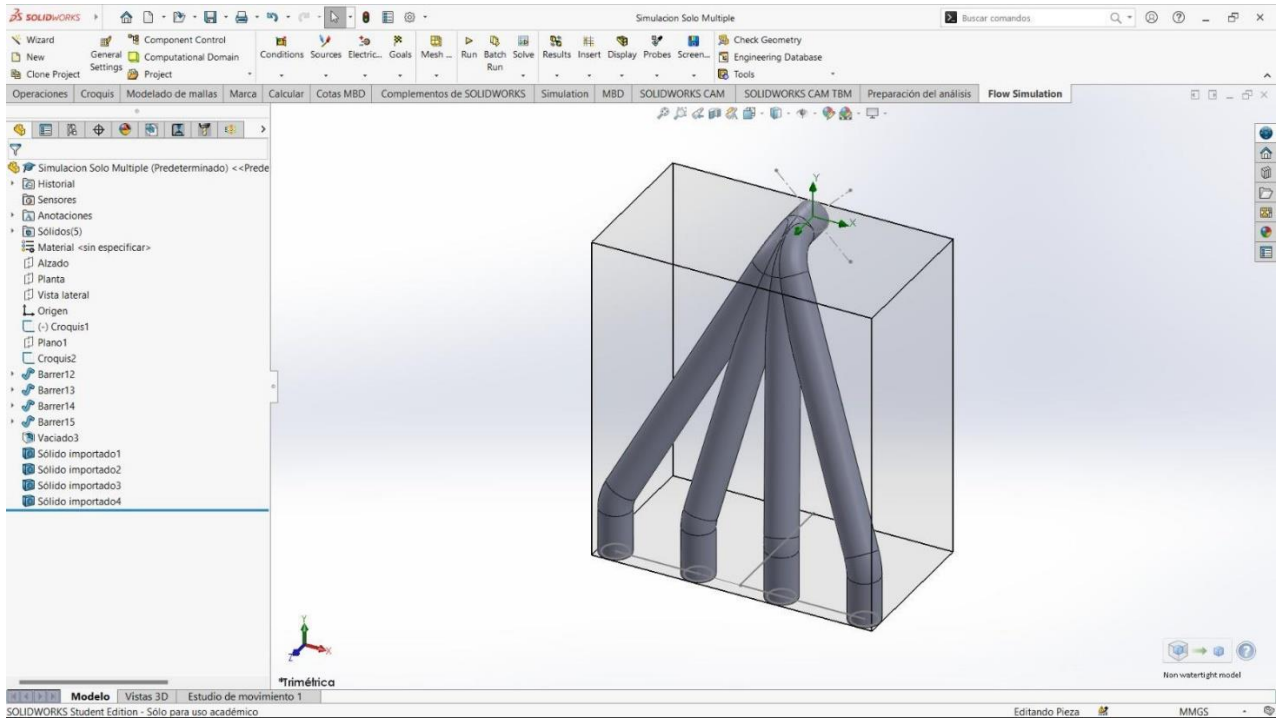 SOLIDWORKS
Simulacion Solo Multiple
Buscar comandos
Wizard
New
Clone Project
General Settings
Component Control
Computational Domain
Project
Conditions
Sources
Electric...
Goals
Mesh ...
Run
Batch Run
Solve
Results
Insert
Display
Probes
Screen...
Check Geometry
Engineering Database
Tools
Operaciones
Croquis
Modelado de mallas
Marca
Calcular
Cotas MBD
Complementos de SOLIDWORKS
Simulation
MBD
SOLIDWORKS CAM
SOLIDWORKS CAM TBM
Preparación del análisis
Flow Simulation
Simulacion Solo Multiple (Predeterminado) <<Prede
Historial
Sensores
Anotaciones
Sólidos(5)
Material <sin especificar>
Alzado
Planta
Vista lateral
Origen
(-) Croquis1
Plano1
Croquis2
Barrer12
Barrer13
Barrer14
Barrer15
Vaciado3
Sólido importado1
Sólido importado2
Sólido importado3
Sólido importado4
Y
X
Y
X
Z
*Trimétrica
Non watertight model
Modelo
Vistas 3D
Estudio de movimiento 1
SOLIDWORKS Student Edition - Sólo para uso académico
Editando Pieza
MMGS